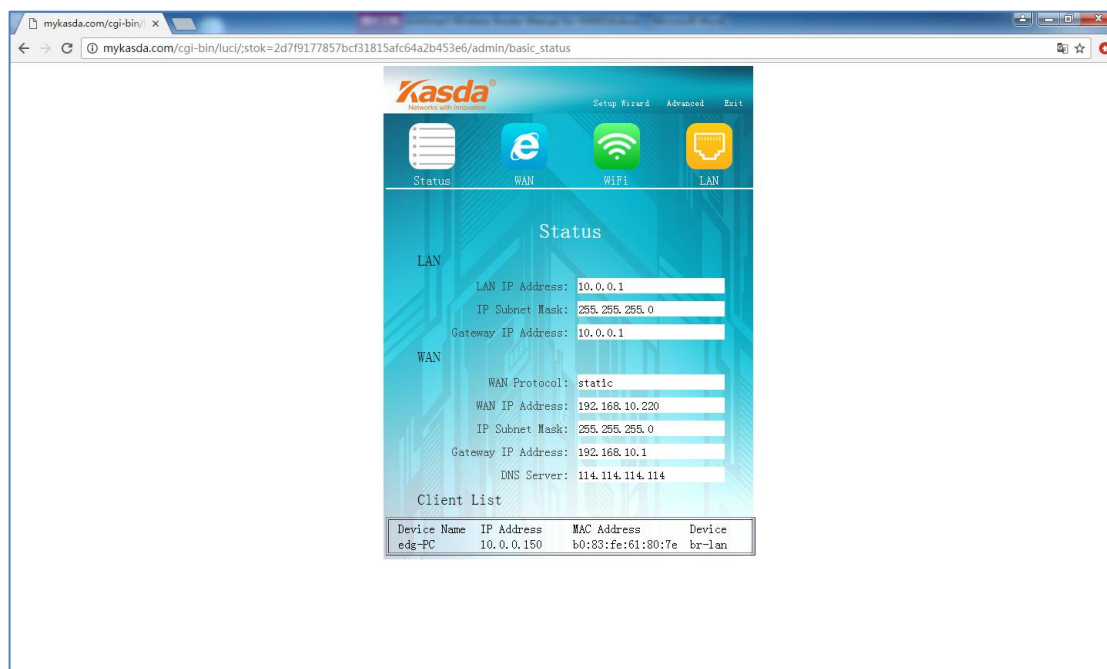 mykasda.com/cgi-bin/l
mykasda.com/cgi-bin/luci/;stok=2d7f9177857bcf31815afc64a2b453e6/admin/basic_status
Kasda®
Networks with Innovation
Setup Wizard Advanced Exit
Status WAN WiFi LAN
Status
LAN
LAN IP Address: 10.0.0.1
IP Subnet Mask: 255.255.255.0
Gateway IP Address: 10.0.0.1
WAN
WAN Protocol: static
WAN IP Address: 192.168.10.220
IP Subnet Mask: 255.255.255.0
Gateway IP Address: 192.168.10.1
DNS Server: 114.114.114.114
Client List
Device Name IP Address MAC Address Device
edg-PC 10.0.0.150 b0:83:fe:61:80:7e br-lan